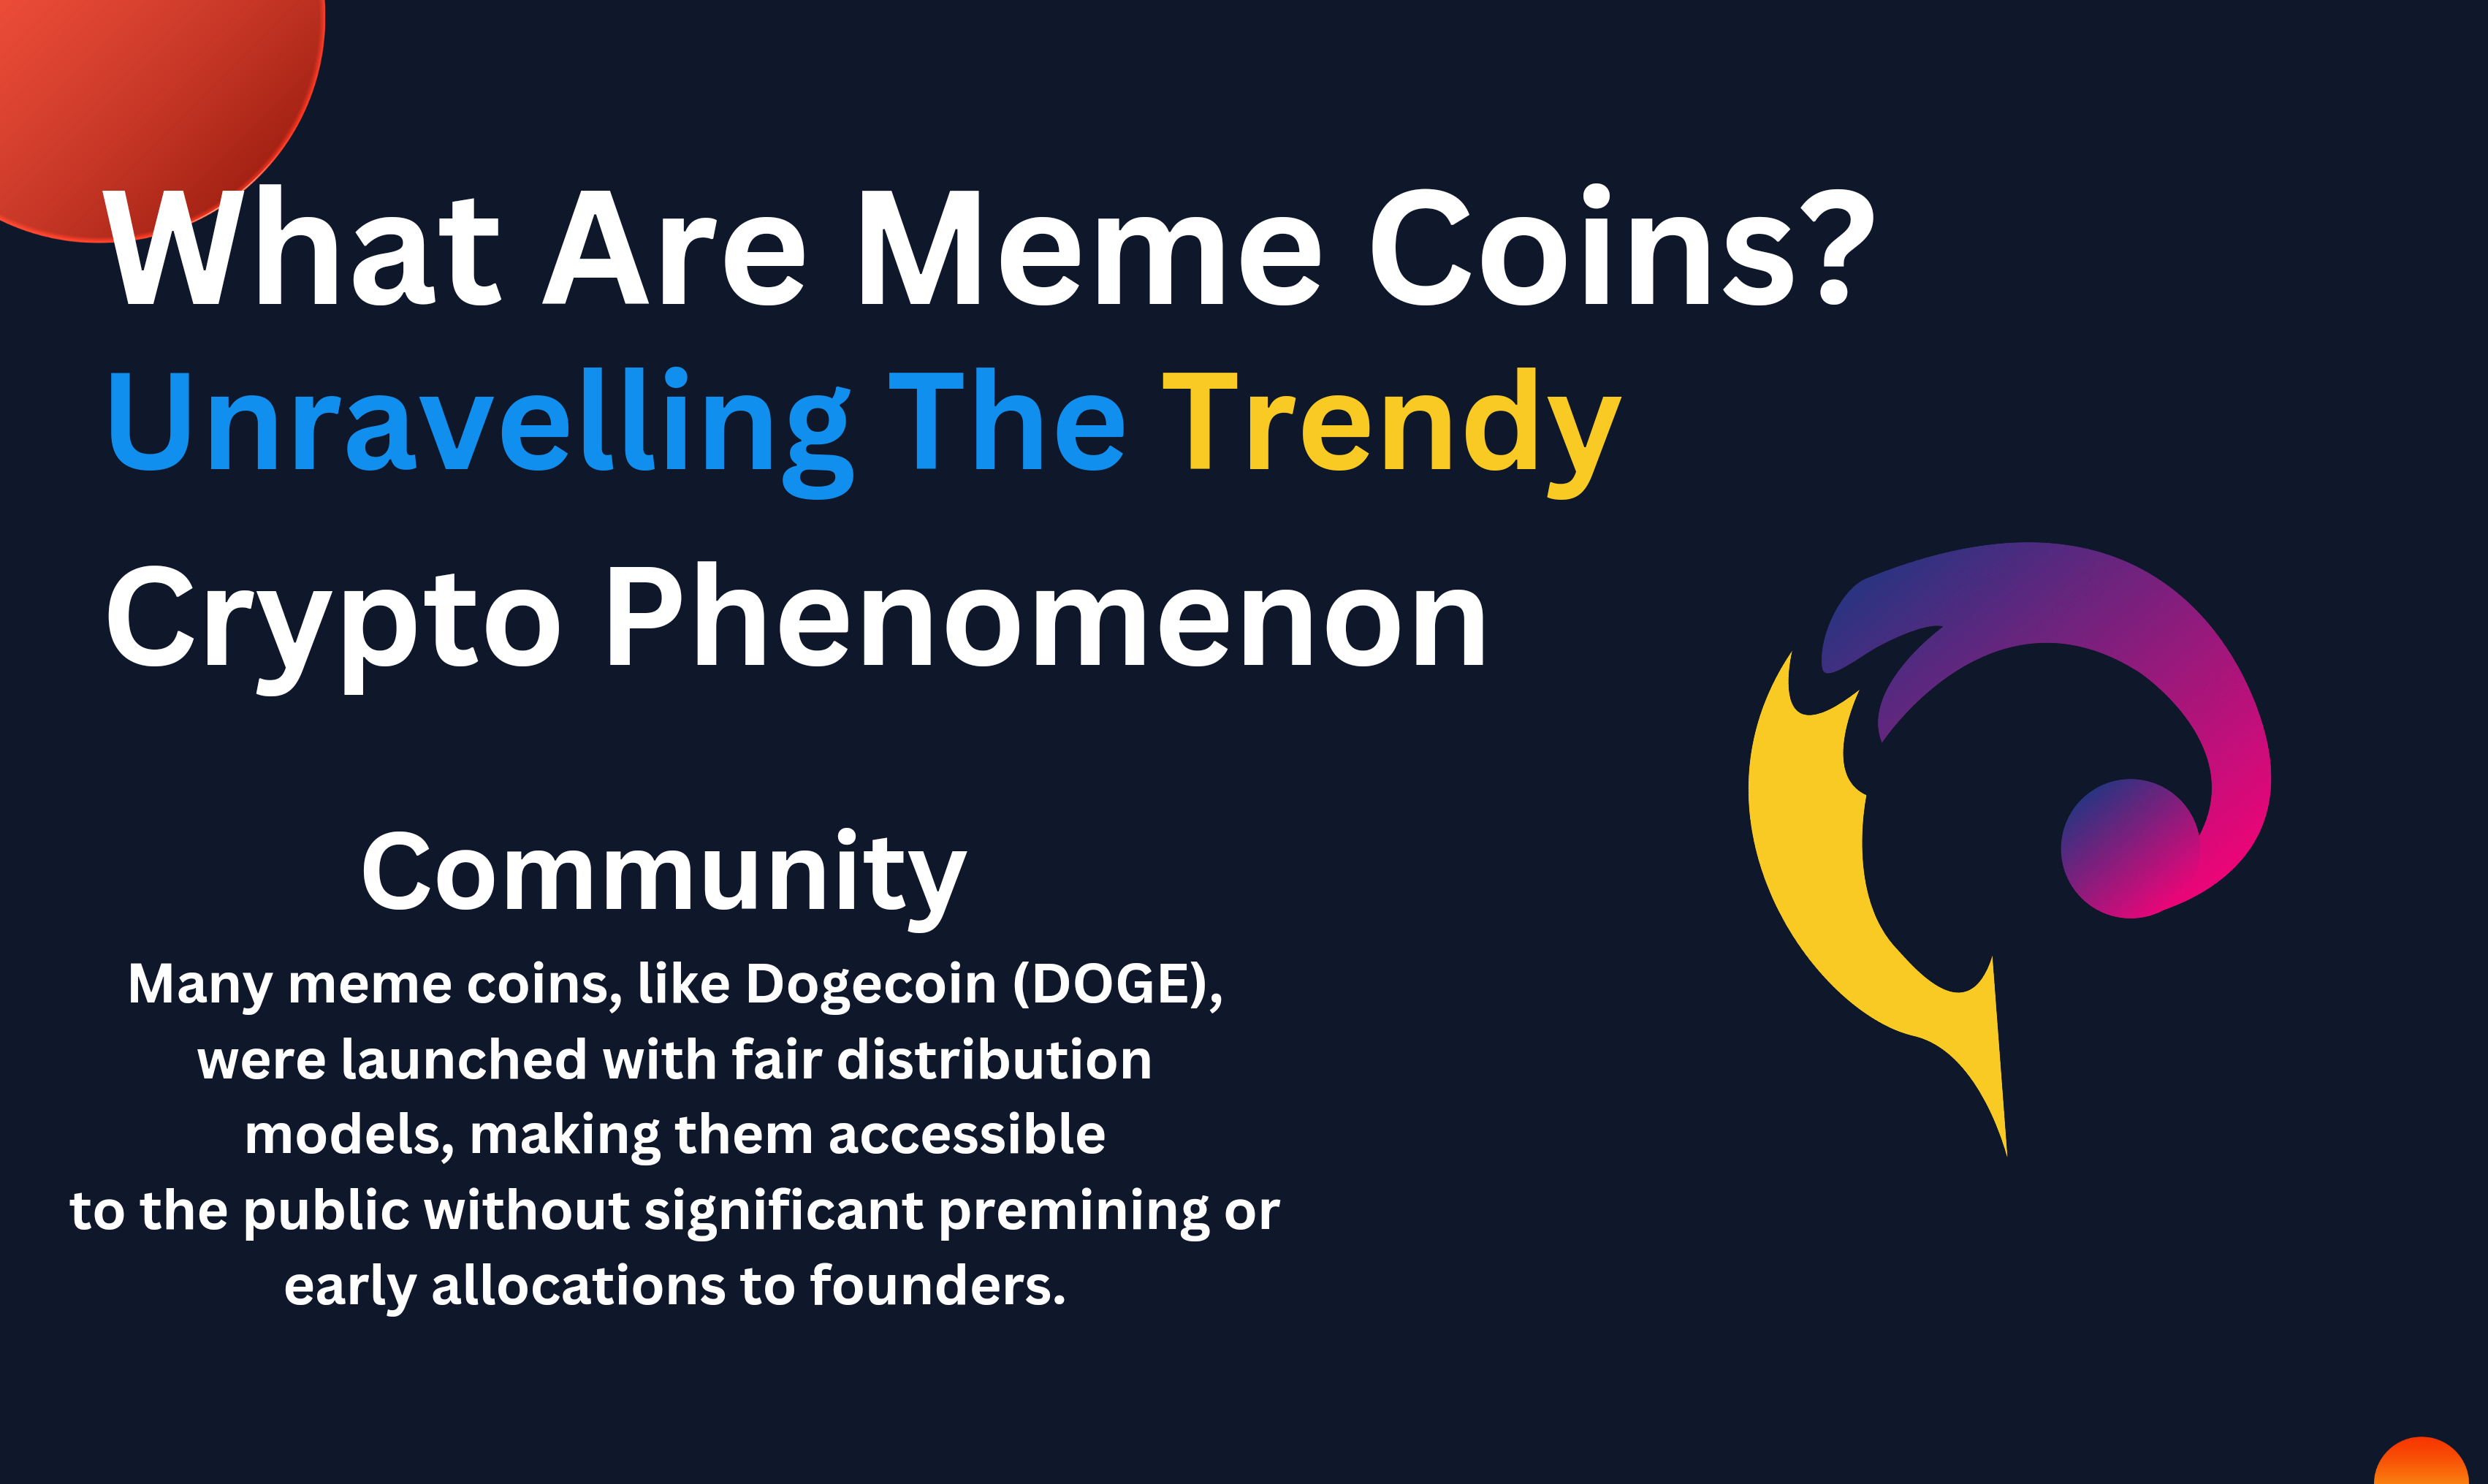 What Are Meme Coins?
Unravelling The Trendy
Crypto Phenomenon
Community
Many meme coins, like Dogecoin (DOGE),
were launched with fair distribution
models, making them accessible
to the public without significant premining or
early allocations to founders.